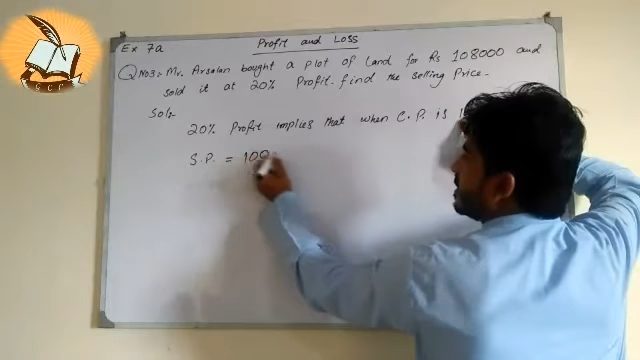 Ex 7a
Profit and Loss
Q No3:- Mr. Arsalan bought a plot of Land for Rs 108000 and
sold it at 20% Profit. find the selling Price.
Sol:-
20% Profit implies that when C.P. is
S.P. = 100
G C P